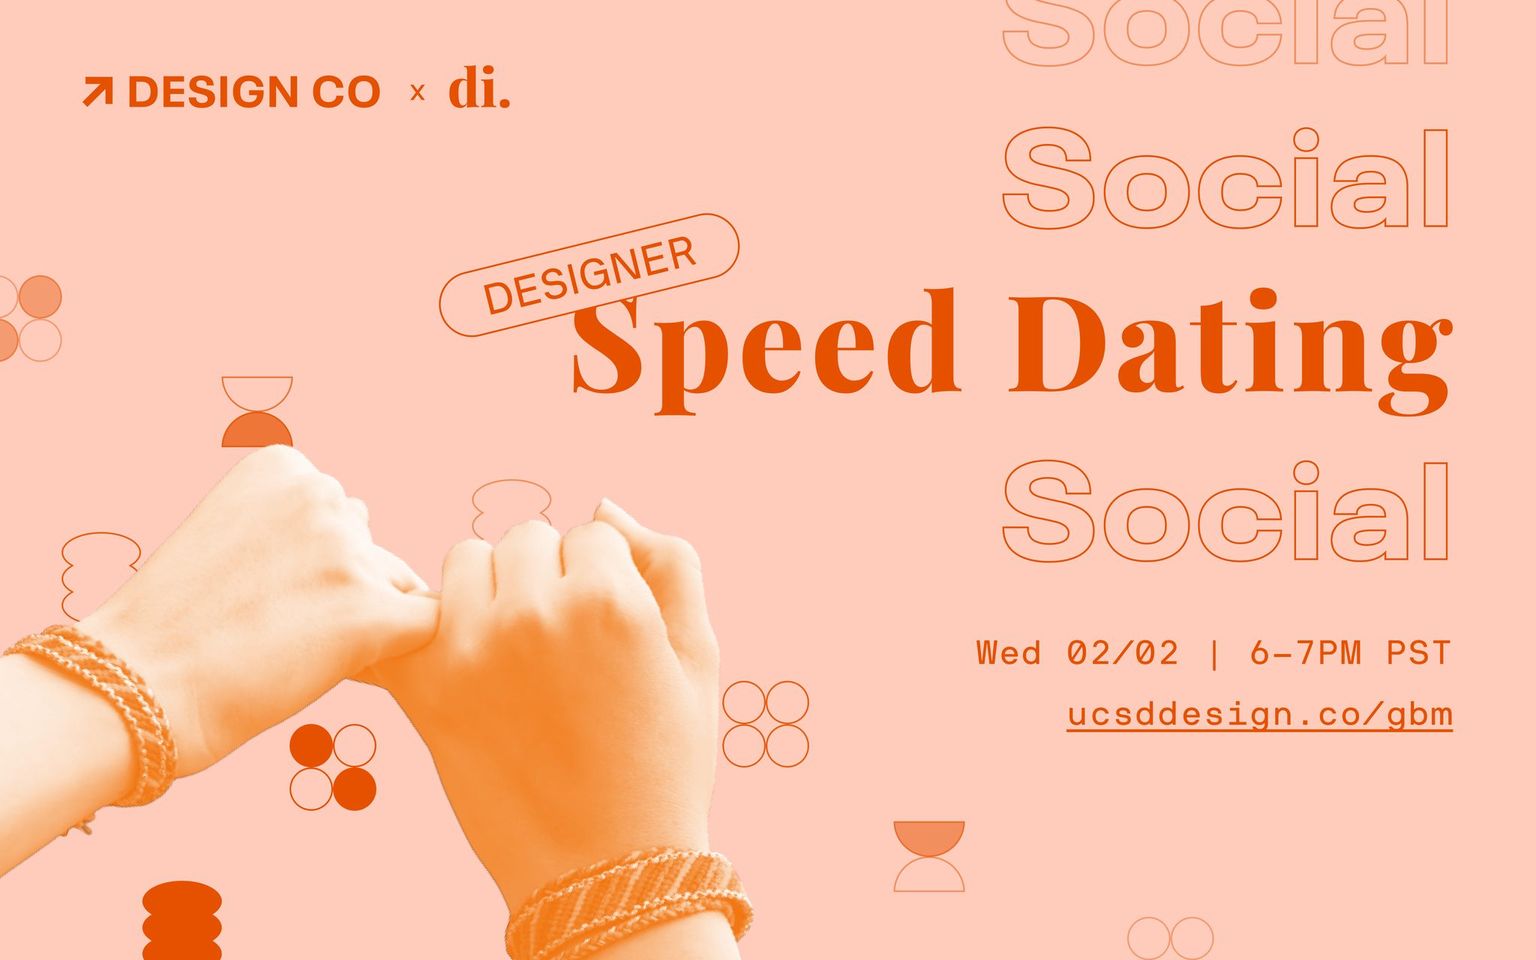 DESIGN CO x di.
Social
Social
DESIGNER
Speed Dating
Social
Wed 02/02 | 6-7PM PST
ucsddesign.co/gbm